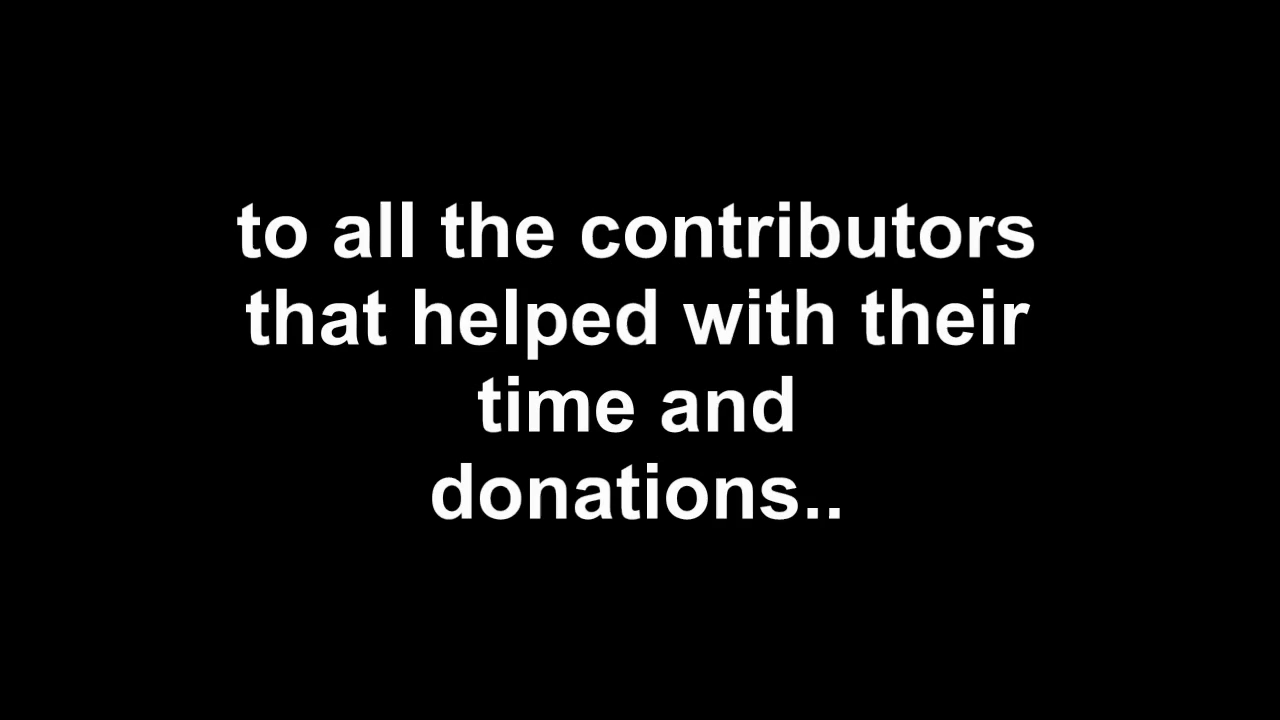 to all the contributors
that helped with their
time and
donations..